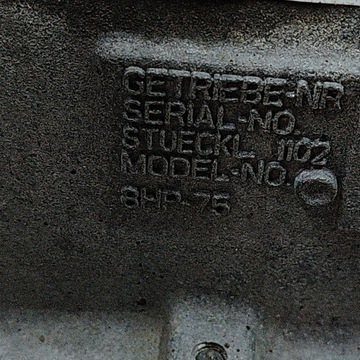 GETRIEBE-NR
SERIAL-NO.
STUECKL. 1102
MODEL-NO.
8HP-75